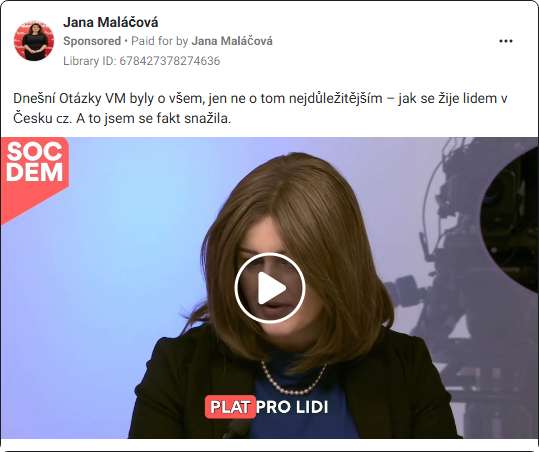 Jana Maláčová
Sponsored • Paid for by Jana Maláčová
Library ID: 678427378274636
Dnešní Otázky VM byly o všem, jen ne o tom nejdůležitějším – jak se žije lidem v
Česku cz. A to jsem se fakt snažila.
SOC
DEM
PLAT PRO LIDI